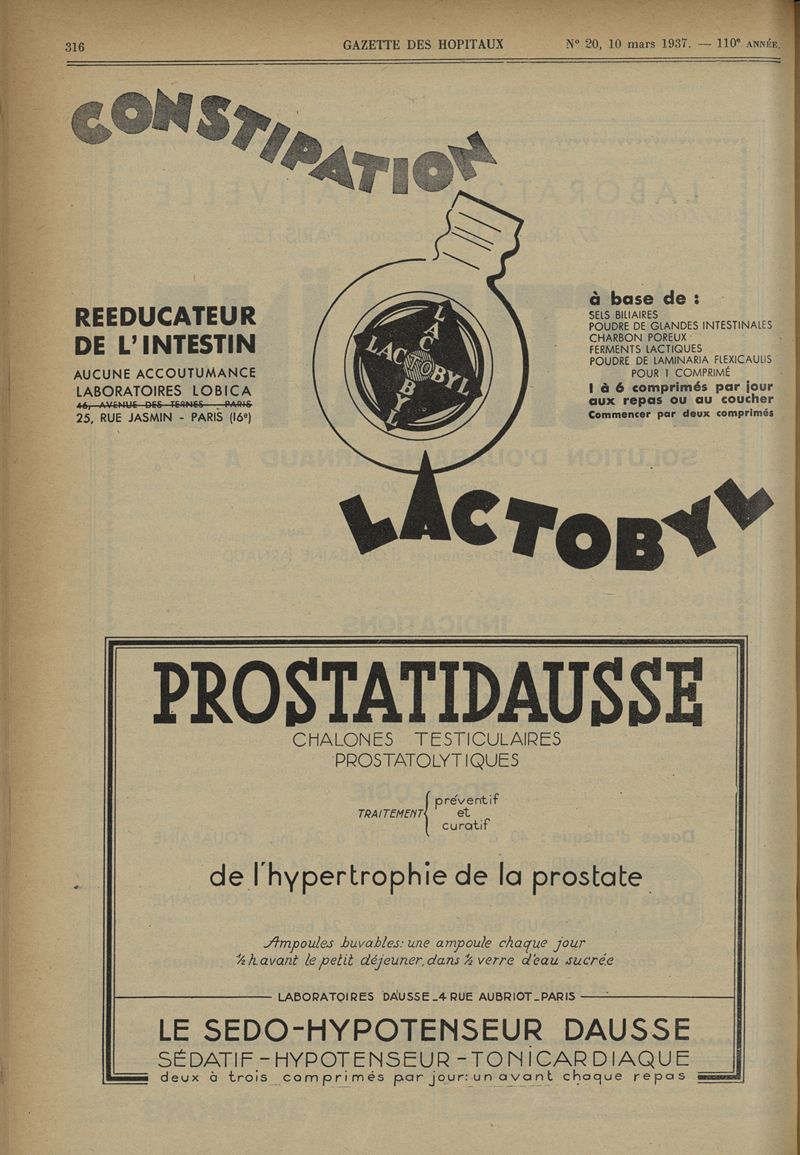 316
GAZETTE DES HOPITAUX
N° 20, 10 mars 1937. — 110e ANNÉE.
CONSTIPATION
LACTOBYL
LACTOBYL
REEDUCATEUR
DE L'INTESTIN
AUCUNE ACCOUTUMANCE
LABORATOIRES LOBICA
46, AVENUE DES TERNES - PARIS
25, RUE JASMIN - PARIS (16e)
à base de :
SELS BILIAIRES
POUDRE DE GLANDES INTESTINALES
CHARBON POREUX
FERMENTS LACTIQUES
POUDRE DE LAMINARIA FLEXICAULIS
POUR 1 COMPRIMÉ
1 à 6 comprimés par jour
aux repas ou au coucher
Commencer par deux comprimés
LACTOBYL
PROSTATIDAUSSE
CHALONES TESTICULAIRES
PROSTATOLYTIQUES
TRAITEMENT { préventif
et
curatif
de l'hypertrophie de la prostate
Ampoules buvables: une ampoule chaque jour
½ h. avant le petit déjeuner, dans ½ verre d'eau sucrée
LABORATOIRES DAUSSE_4 RUE AUBRIOT_PARIS
LE SEDO-HYPOTENSEUR DAUSSE
SÉDATIF - HYPOTENSEUR - TONICARDIAQUE
deux à trois comprimés par jour: un avant chaque repas